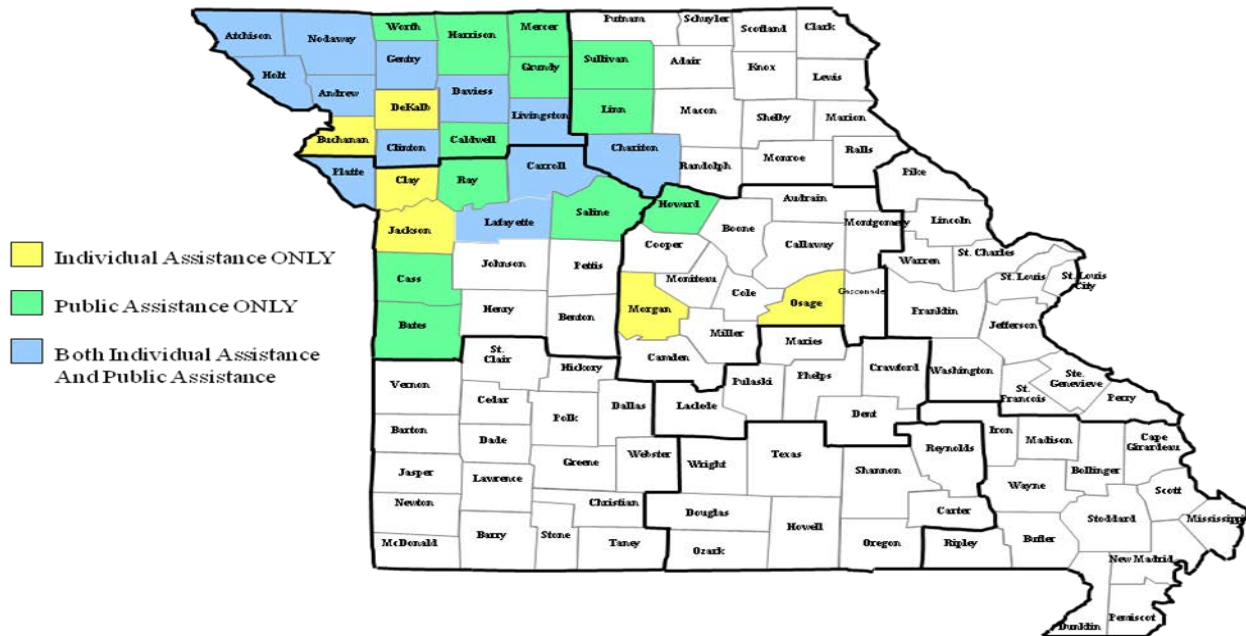 Atchison
Nodaway
Worth
Harrison
Mercer
Putnam
Schuyler
Scotland
Clark
Gentry
Sullivan
Adair
Knox
Holt
Grundy
Lewis
Andrew
DeKalb
Daviess
Livingston
Linn
Macon
Shelby
Marion
Buchanan
Clinton
Caldwell
Chariton
Randolph
Monroe
Ralls
Platte
Clay
Ray
Carroll
Pike
Audrain
Howard
Saline
Lafayette
Boone
Montgomery
Lincoln
Jackson
Cooper
Callaway
Warren
St. Charles
Individual Assistance ONLY
Johnson
Pettis
Moniteau
St. Louis
St. Louis
City
Cass
Cole
Osage
Gasconade
Public Assistance ONLY
Henry
Benton
Morgan
Franklin
Jefferson
Bates
Miller
Maries
Both Individual Assistance
And Public Assistance
St.
Clair
Hickory
Camden
Pulaski
Phelps
Crawford
Washington
Ste.
Genevieve
St.
Francois
Perry
Vernon
Cedar
Polk
Dallas
Laclede
Dent
Barton
Dade
Iron
Madison
Cape
Girardeau
Jasper
Greene
Webster
Wright
Texas
Shannon
Reynolds
Bollinger
Lawrence
Wayne
Scott
Newton
Christian
Douglas
Howell
Carter
Stoddard
Mississippi
McDonald
Barry
Stone
Taney
Ozark
Oregon
Ripley
Butler
New Madrid
Pemiscot
Dunklin